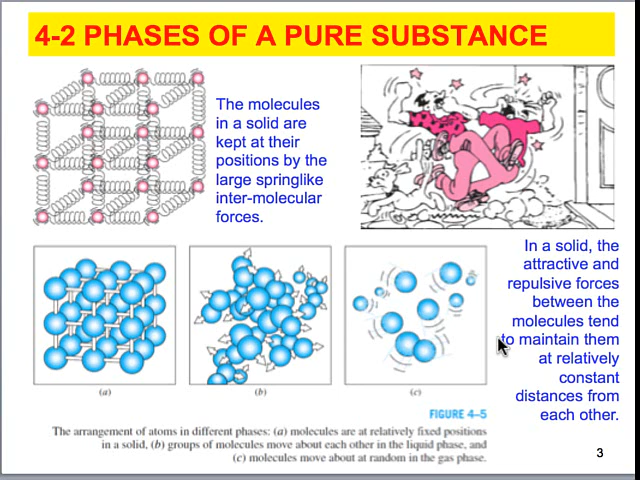 4-2 PHASES OF A PURE SUBSTANCE
The molecules
in a solid are
kept at their
positions by the
large springlike
inter-molecular
forces.
In a solid, the
attractive and
repulsive forces
between the
molecules tend
to maintain them
at relatively
constant
distances from
each other.
(a)
(b)
(c)
FIGURE 4–5
The arrangement of atoms in different phases: (a) molecules are at relatively fixed positions
in a solid, (b) groups of molecules move about each other in the liquid phase, and
(c) molecules move about at random in the gas phase.
3